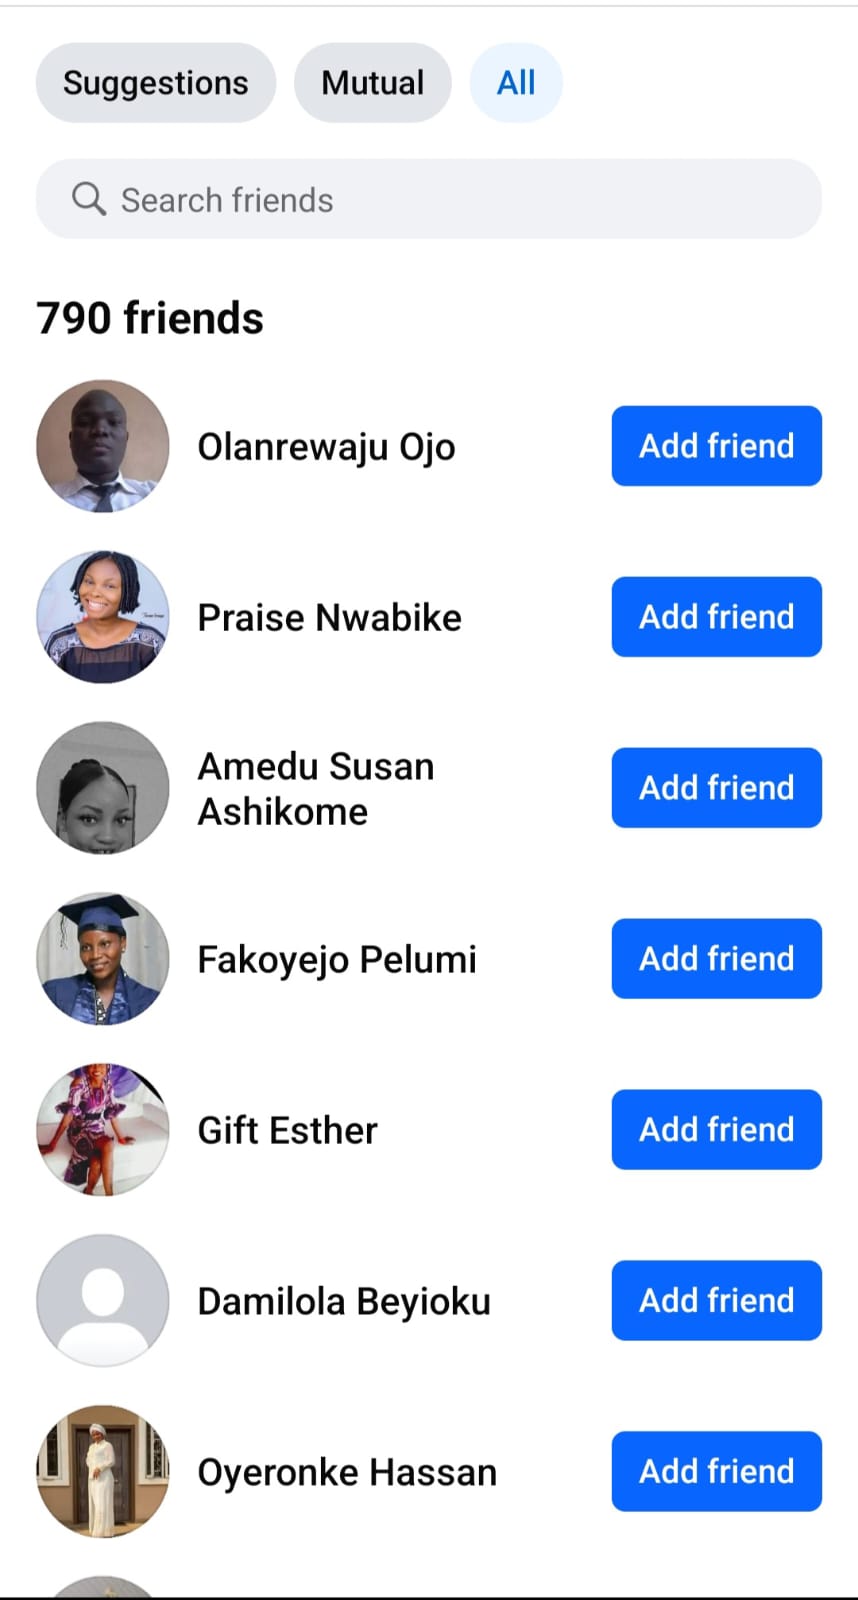 Suggestions
Mutual
All
Search friends
790 friends
Olanrewaju Ojo
Add friend
Praise Nwabike
Add friend
Amedu Susan
Ashikome
Add friend
Fakoyejo Pelumi
Add friend
Gift Esther
Add friend
Damilola Beyioku
Add friend
Oyeronke Hassan
Add friend